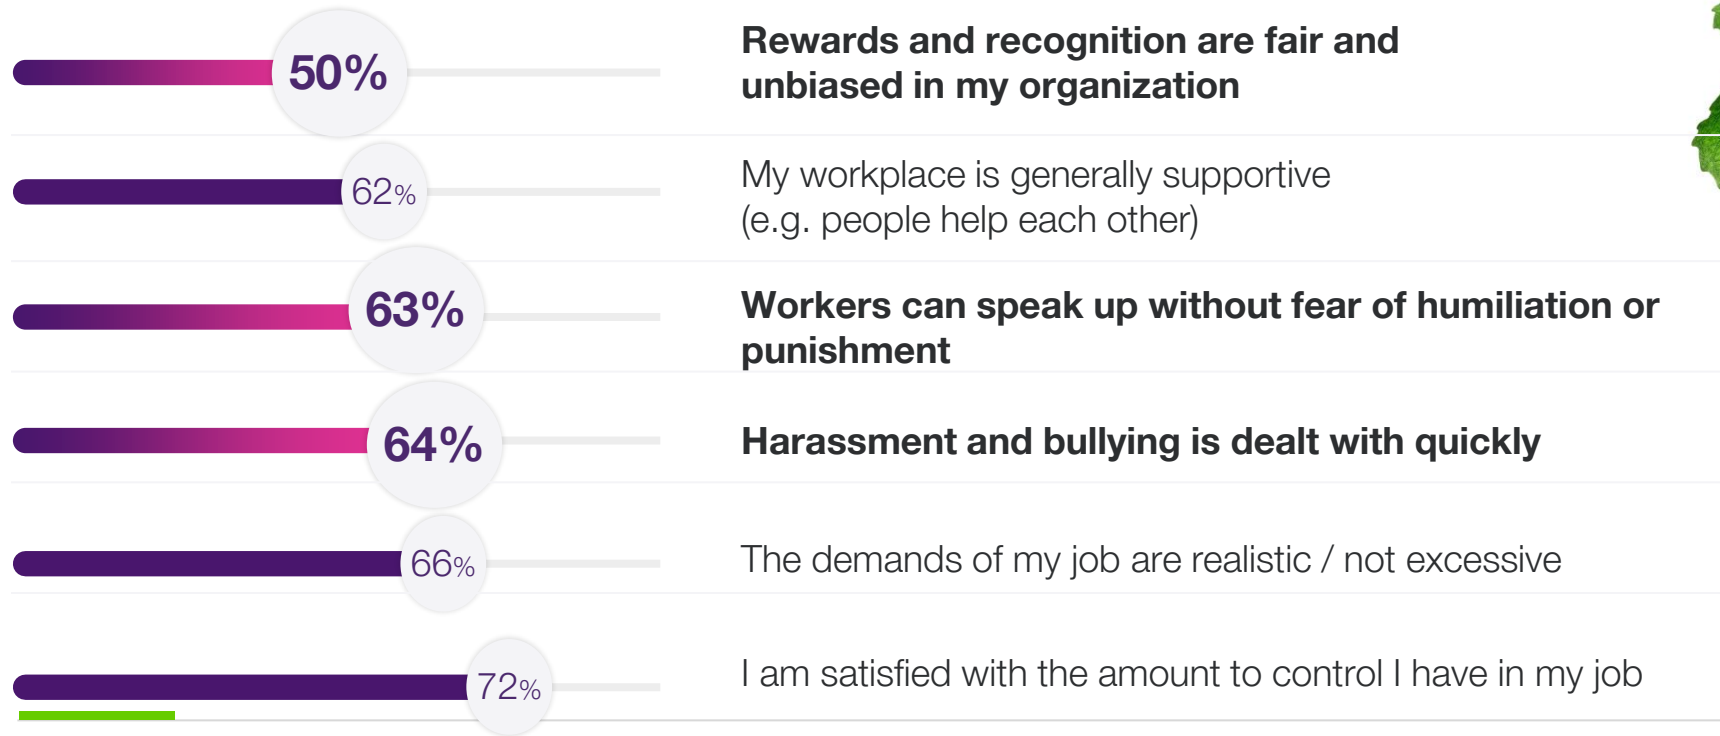 50%
Rewards and recognition are fair and
unbiased in my organization
62%
My workplace is generally supportive
(e.g. people help each other)
63%
Workers can speak up without fear of humiliation or
punishment
64%
Harassment and bullying is dealt with quickly
66%
The demands of my job are realistic / not excessive
72%
I am satisfied with the amount to control I have in my job